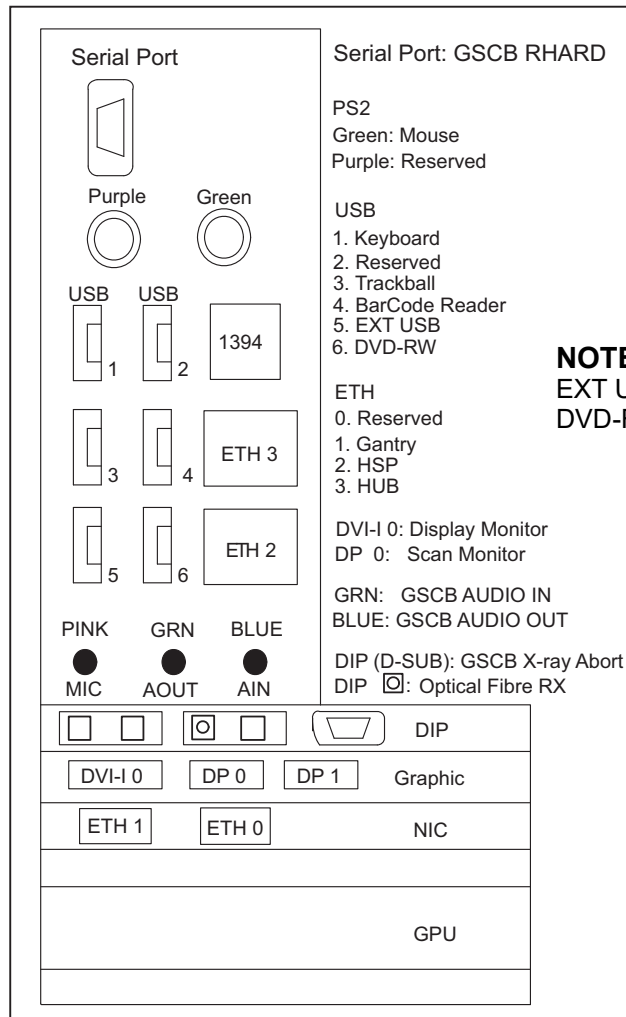 Serial Port
Purple Green
USB USB
1 2 1394
3 4 ETH 3
5 6 ETH 2
PINK GRN BLUE
MIC AOUT AIN
DIP
DVI-I 0 DP 0 DP 1 Graphic
ETH 1 ETH 0 NIC
GPU
Serial Port: GSCB RHARD
PS2
Green: Mouse
Purple: Reserved
USB
1. Keyboard
2. Reserved
3. Trackball
4. BarCode Reader
5. EXT USB
6. DVD-RW
ETH
0. Reserved
1. Gantry
2. HSP
3. HUB
DVI-I 0: Display Monitor
DP 0: Scan Monitor
GRN: GSCB AUDIO IN
BLUE: GSCB AUDIO OUT
DIP (D-SUB): GSCB X-ray Abort
DIP : Optical Fibre RX
NOTE
EXT